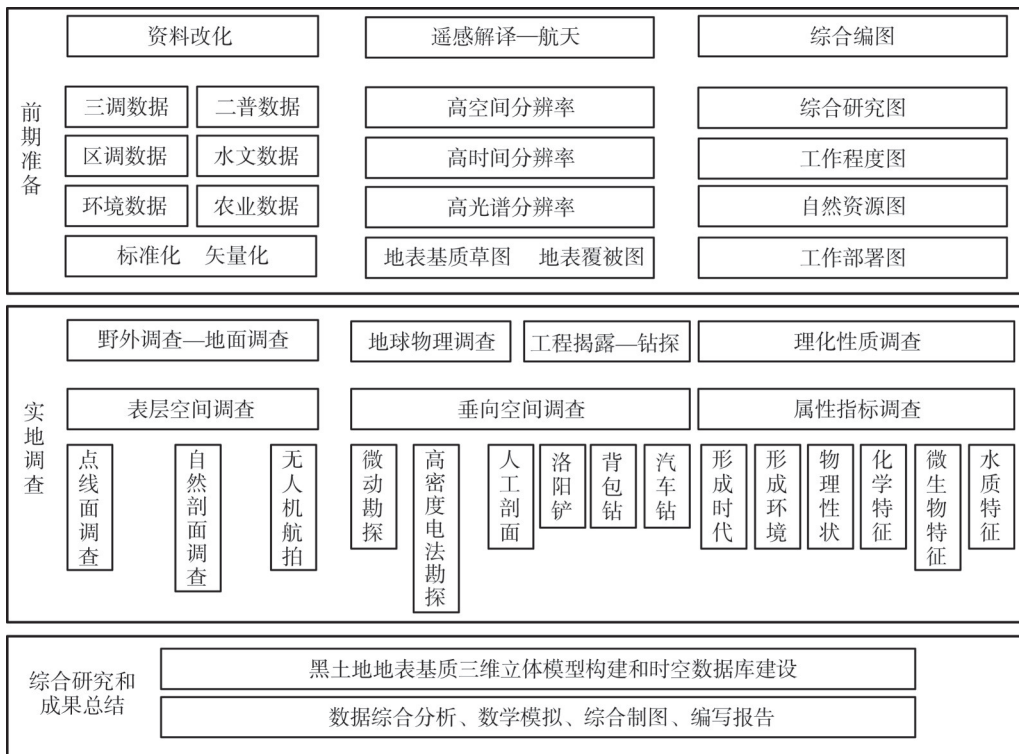 前期准备
资料改化
遥感解译—航天
综合编图
三调数据
二普数据
高空间分辨率
综合研究图
区调数据
水文数据
高时间分辨率
工作程度图
环境数据
农业数据
高光谱分辨率
自然资源图
标准化 矢量化
地表基质草图 地表覆被图
工作部署图
实地调查
野外调查—地面调查
地球物理调查
工程揭露—钻探
理化性质调查
表层空间调查
垂向空间调查
属性指标调查
点线面调查
自然剖面调查
无人机航拍
微动勘探
高密度电法勘探
人工剖面
洛阳铲
背包钻
汽车钻
形成时代
形成环境
物理性状
化学特征
微生物特征
水质特征
综合研究和
成果总结
黑土地地表基质三维立体模型构建和时空数据库建设
数据综合分析、数学模拟、综合制图、编写报告